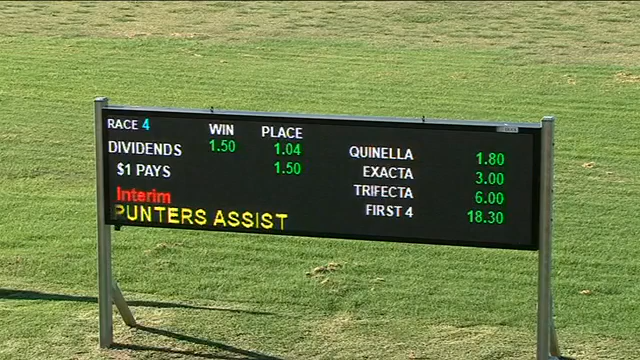 RACE 4 WIN PLACE
DIVIDENDS 1.50 1.04
$1 PAYS 1.50
Interim
PUNTERS ASSIST
QUINELLA 1.80
EXACTA 3.00
TRIFECTA 6.00
FIRST 4 18.30